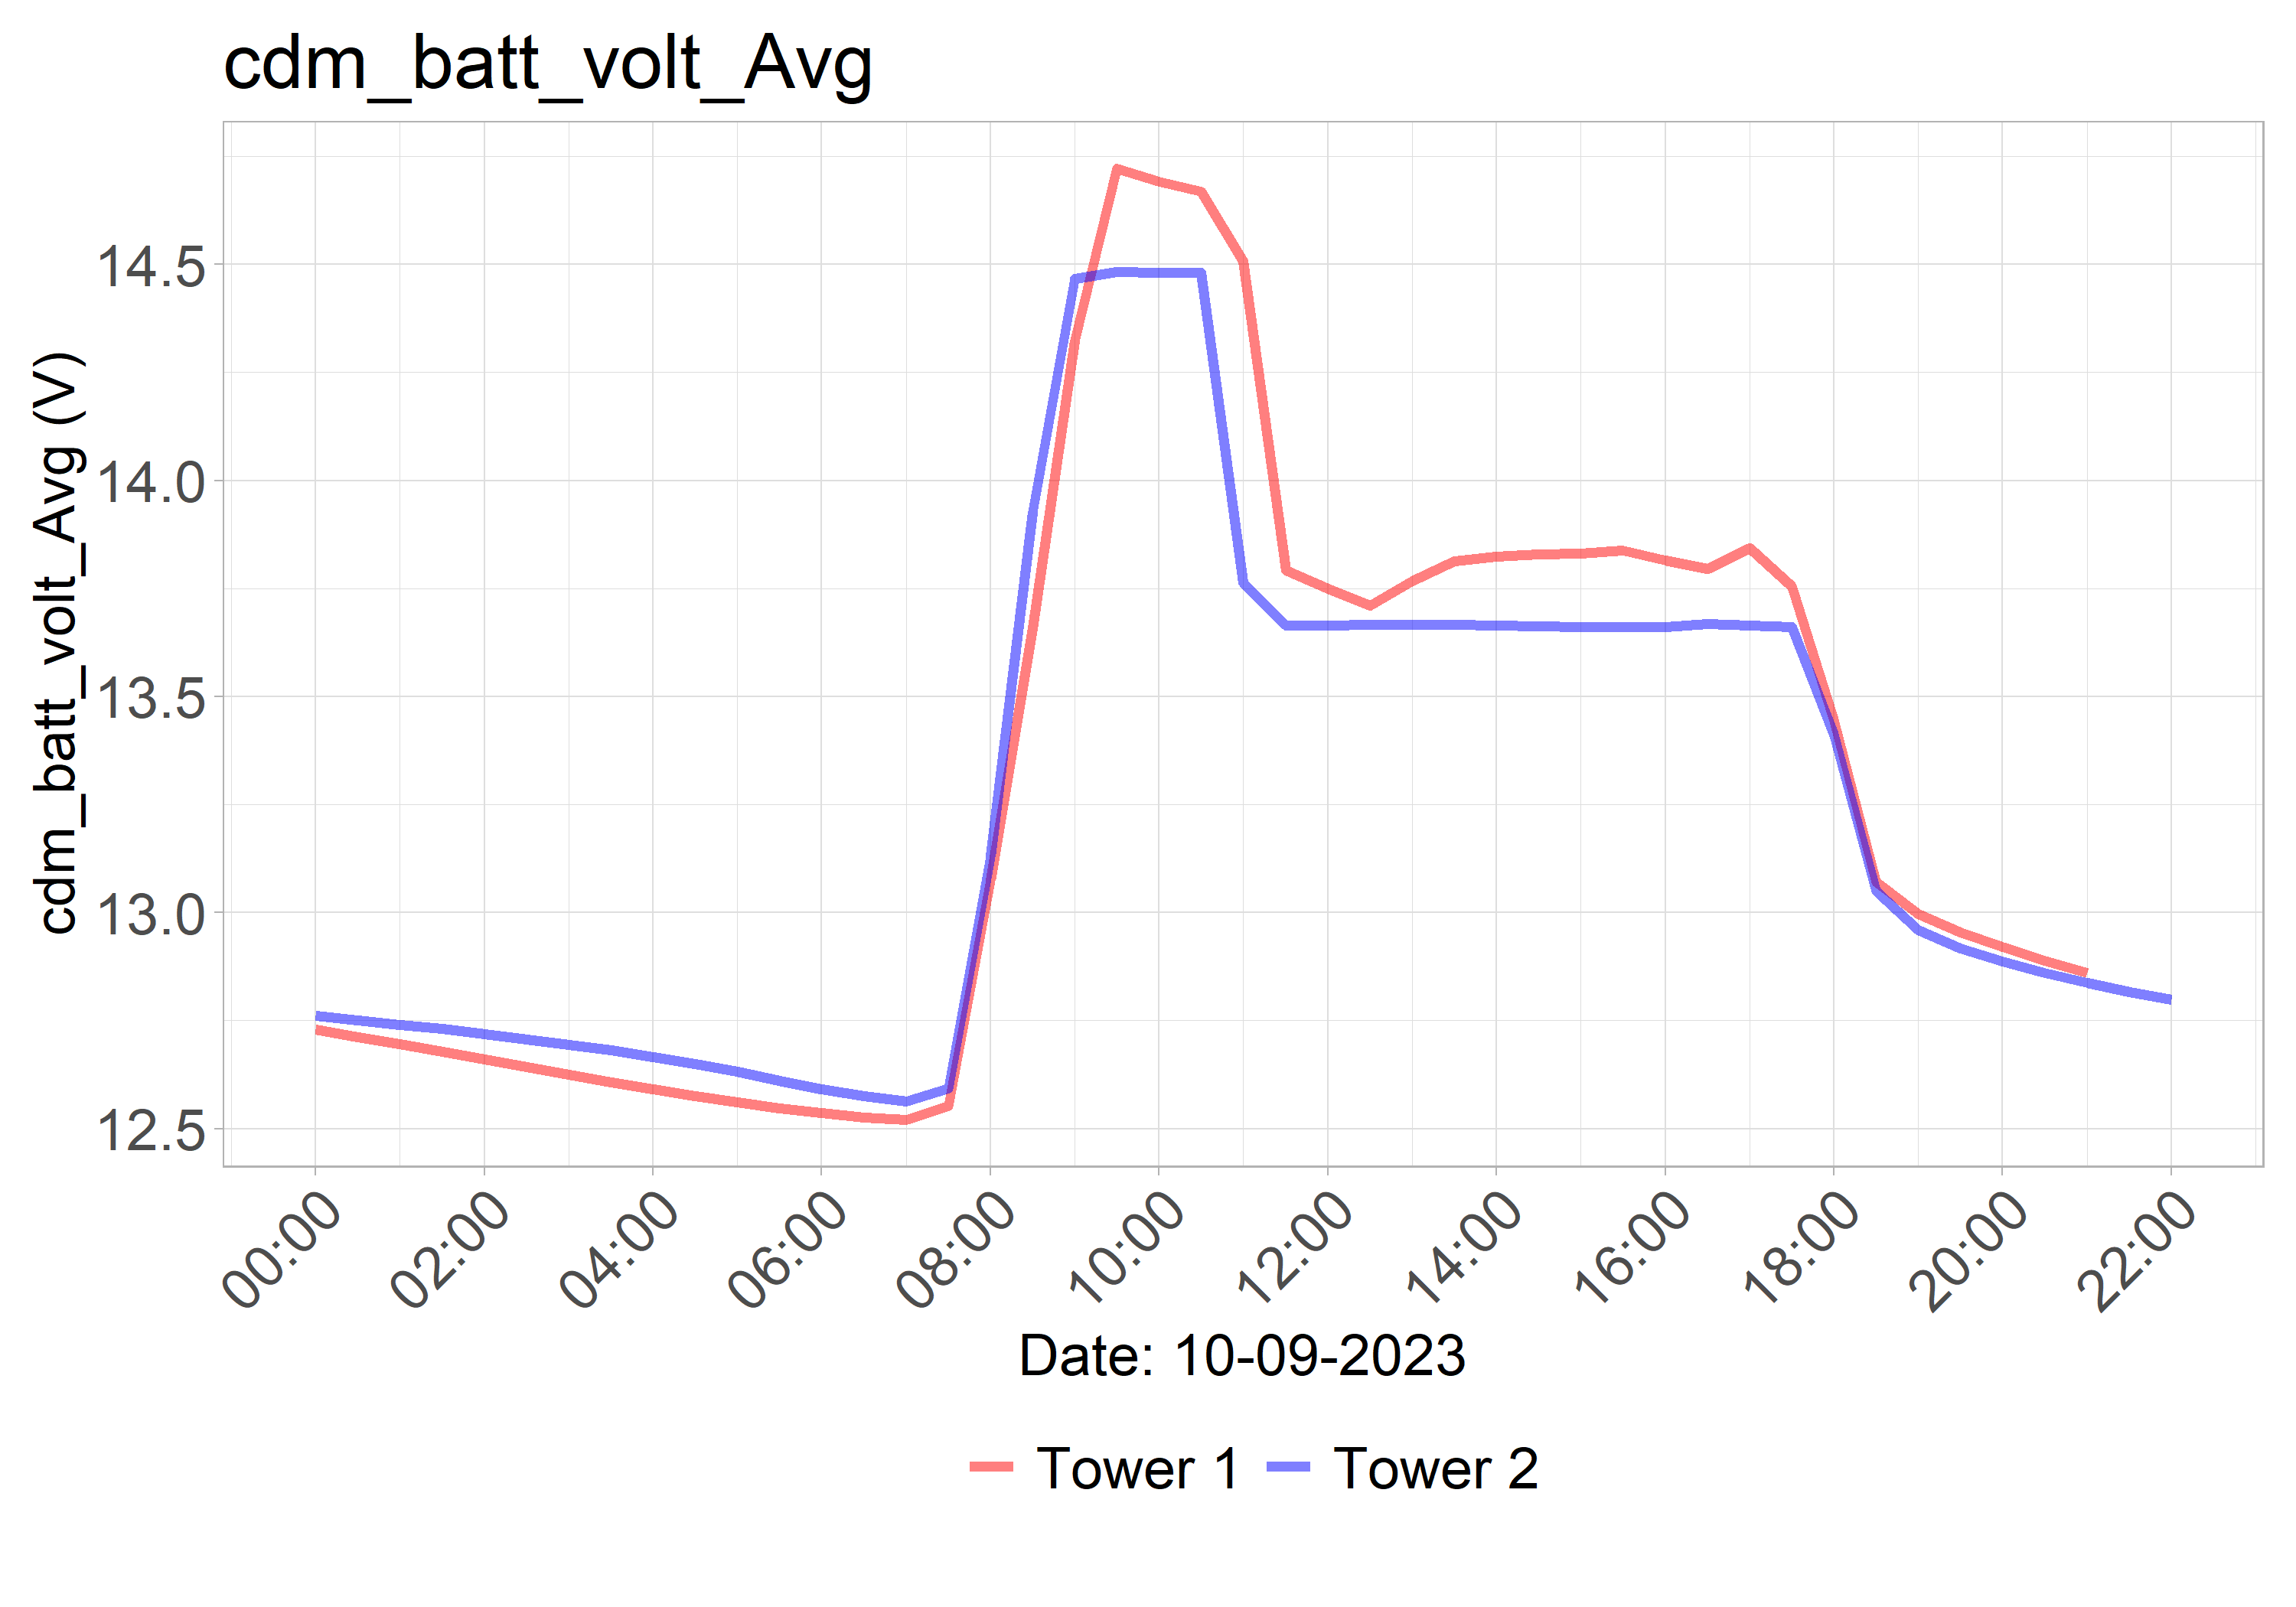 cdm_batt_volt_Avg
cdm_batt_volt_Avg (V)
14.5
14.0
13.5
13.0
12.5
00:00 02:00 04:00 06:00 08:00 10:00 12:00 14:00 16:00 18:00 20:00 22:00
Date: 10-09-2023
Tower 1 Tower 2